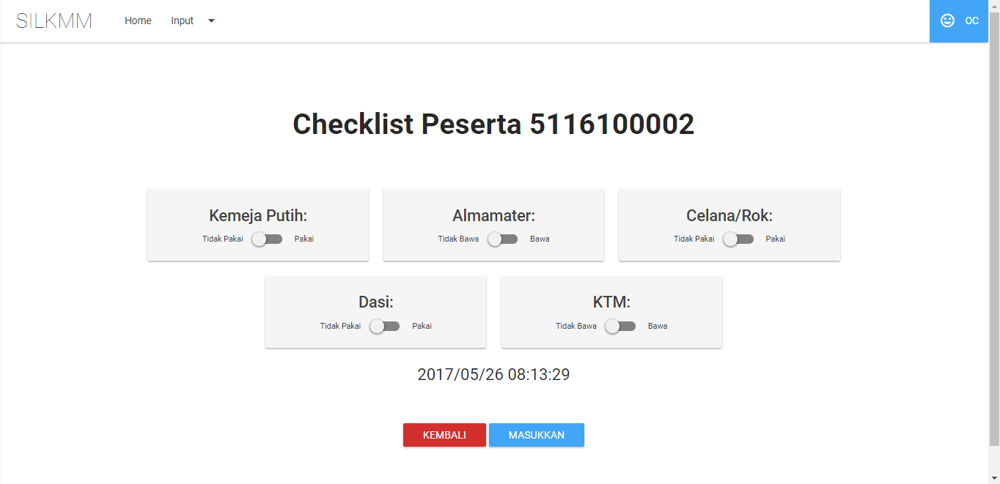 SILKMM Home Input OC
Checklist Peserta 5116100002
Kemeja Putih:
Tidak Pakai Pakai
Almamater:
Tidak Bawa Bawa
Celana/Rok:
Tidak Pakai Pakai
Dasi:
Tidak Pakai Pakai
KTM:
Tidak Bawa Bawa
2017/05/26 08:13:29
KEMBALI MASUKKAN